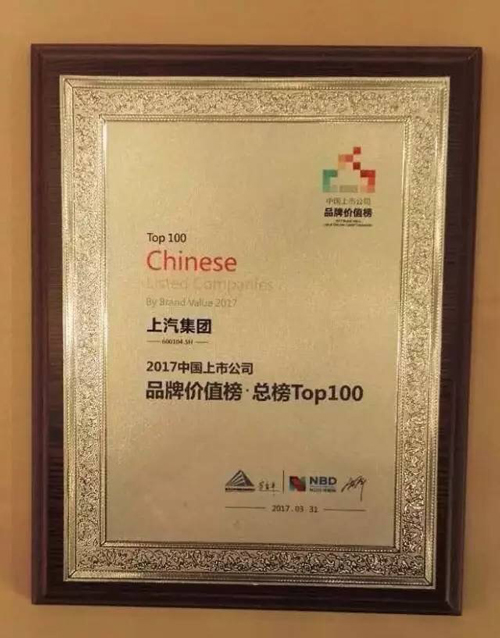 中国上市公司
品牌价值榜
Top 100
Chinese
Listed Companies
By Brand Value 2017
上汽集团
600104.SH
2017中国上市公司
品牌价值榜·总榜Top100
NBD
2017.03.31